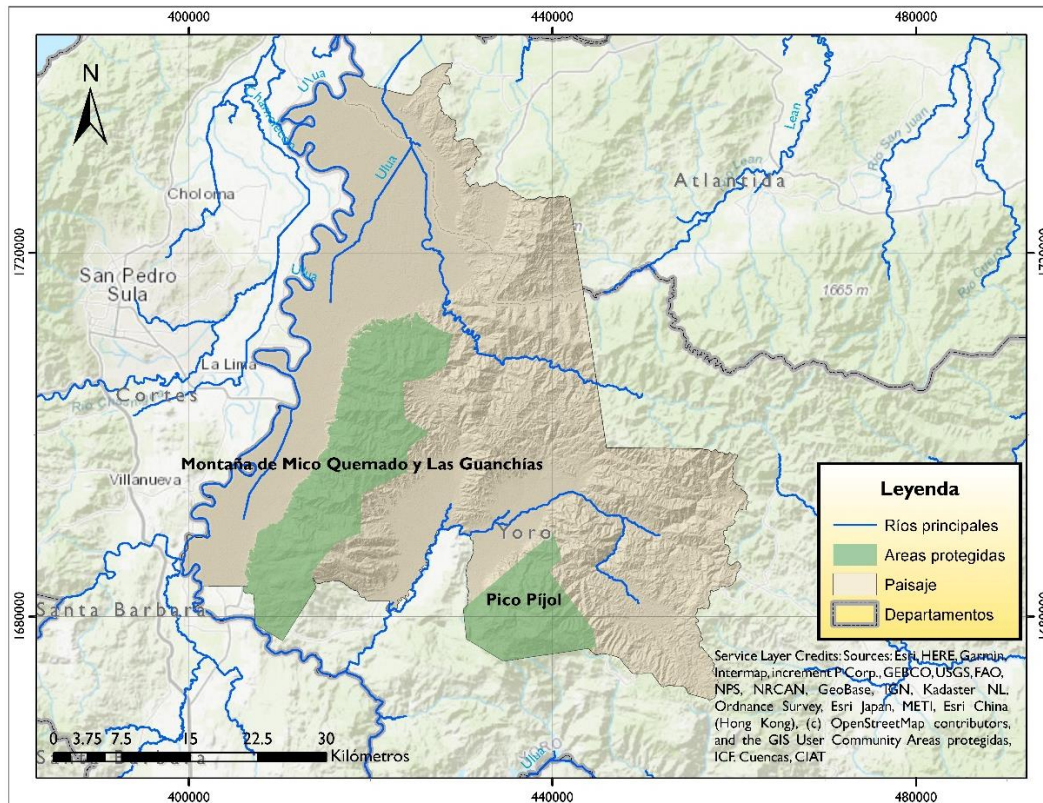 400000
440000
480000
N
Ulua
Chamelecon
Ulua
Lean
Lean
Rio San Juan
Choloma
Atlantida
Ulua
1720000
1720000
San Pedro
Sula
1665 m
La Lima
Cortes
Montaña de Mico Quemado y Las Guanchías
Villanueva
Leyenda
Ríos principales
Areas protegidas
Paisaje
Departamentos
Yoro
Pico Pijol
Santa Barbara
1680000
1680000
Service Layer Credits: Sources: Esri, HERE, Garmin,
Intermap, increment P Corp., GEBCO, USGS, FAO,
NPS, NRCAN, GeoBase, IGN, Kadaster NL,
Ordnance Survey, Esri Japan, METI, Esri China
(Hong Kong), (c) OpenStreetMap contributors,
and the GIS User Community Areas protegidas,
ICF. Cuencas, CIAT
0 3.75 7.5 15 22.5 30
Kilómetros
Santa Barbara
Ulua
400000
440000
480000